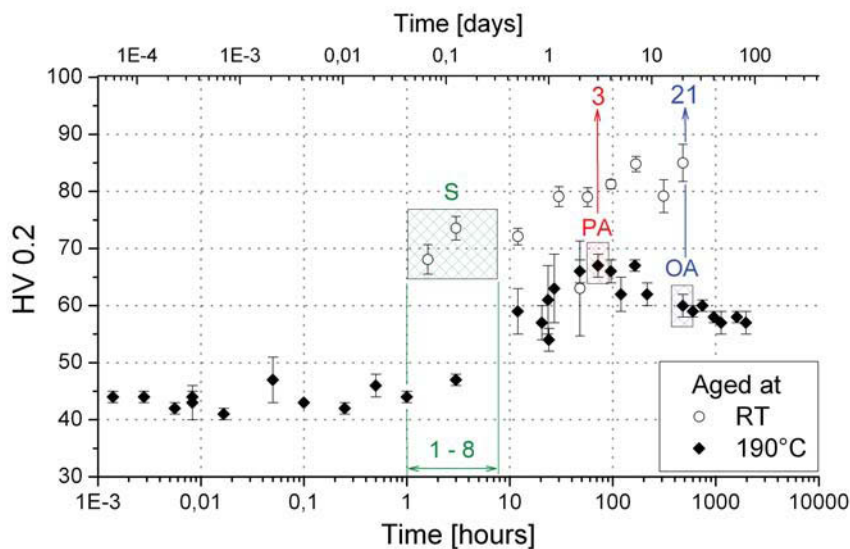 Time [days]
1E-4 1E-3 0,01 0,1 1 10 100
100
90
80
70
60
50
40
30
HV 0.2
3
21
S
PA
OA
1 - 8
Aged at
RT
190°C
1E-3 0,01 0,1 1 10 100 1000 10000
Time [hours]